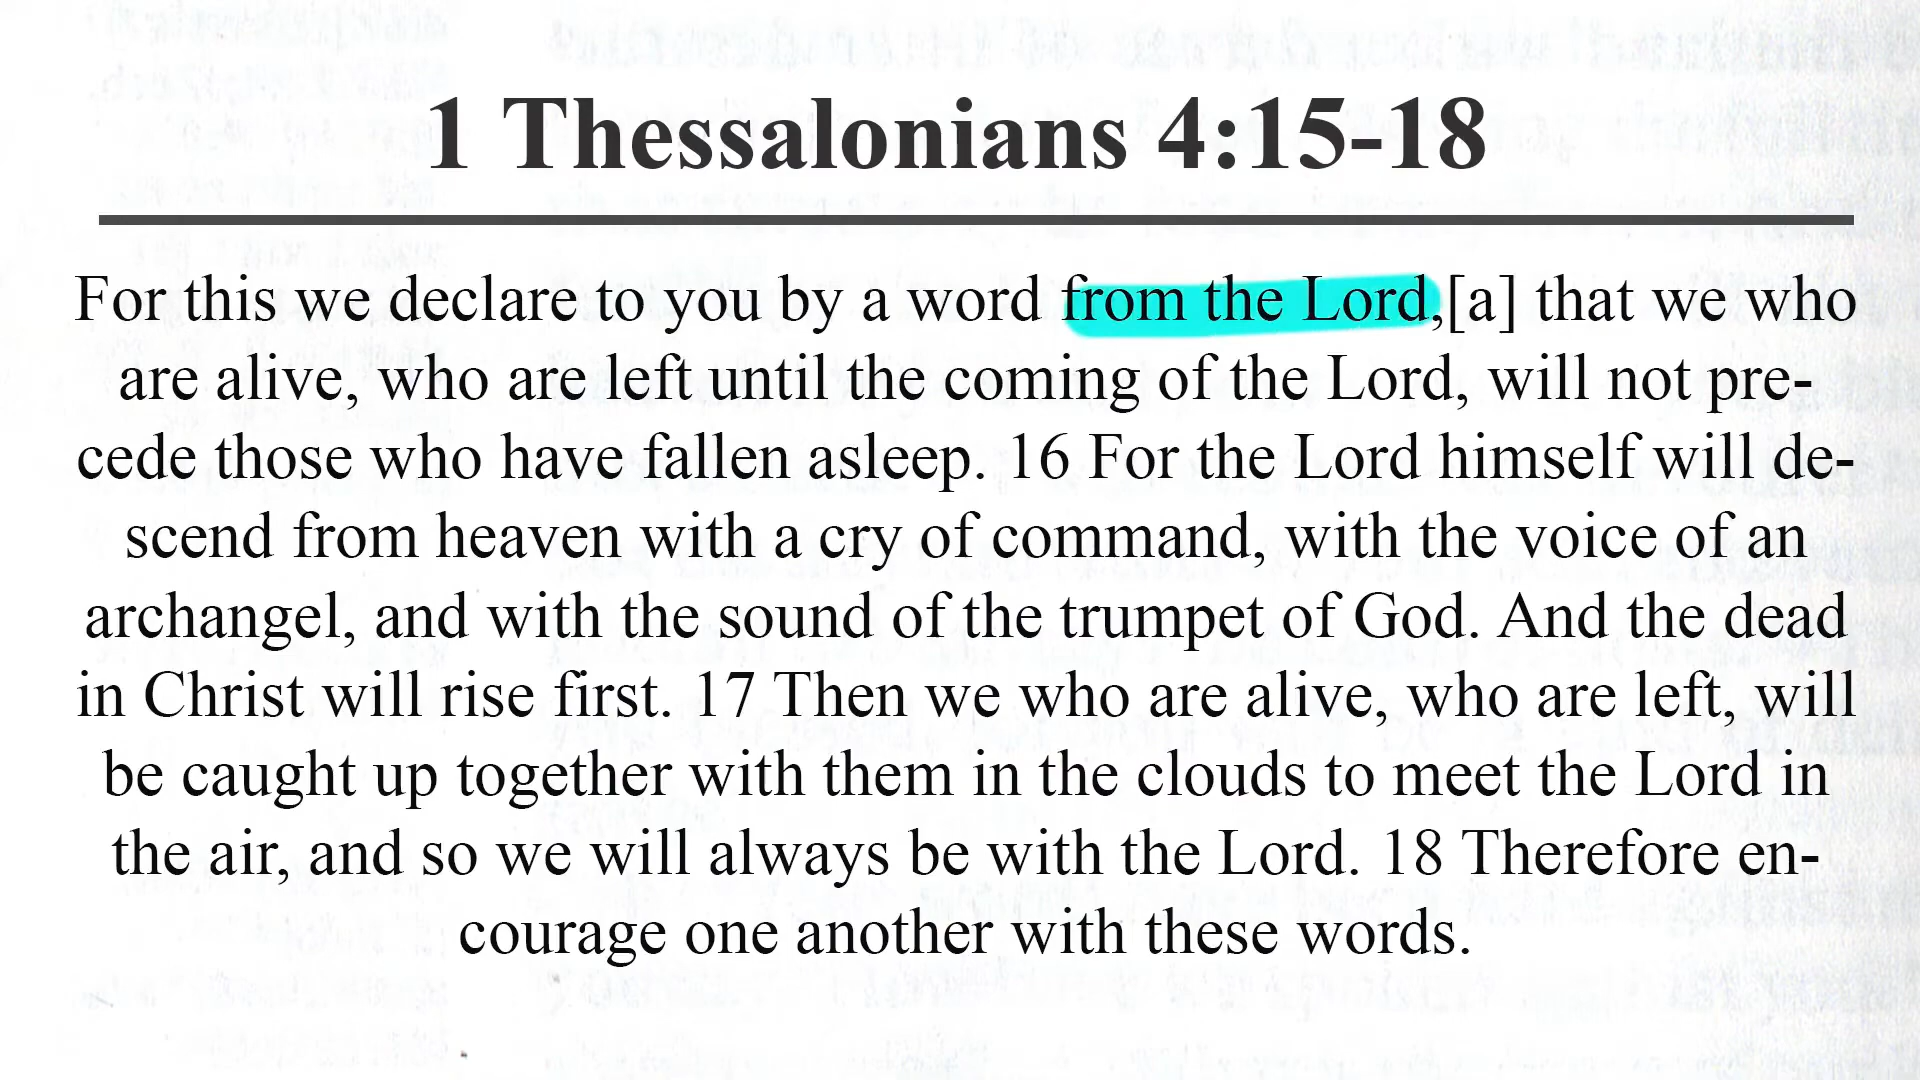 1 Thessalonians 4:15-18
For this we declare to you by a word from the Lord,[a] that we who
are alive, who are left until the coming of the Lord, will not pre-
cede those who have fallen asleep. 16 For the Lord himself will de-
scend from heaven with a cry of command, with the voice of an
archangel, and with the sound of the trumpet of God. And the dead
in Christ will rise first. 17 Then we who are alive, who are left, will
be caught up together with them in the clouds to meet the Lord in
the air, and so we will always be with the Lord. 18 Therefore en-
courage one another with these words.